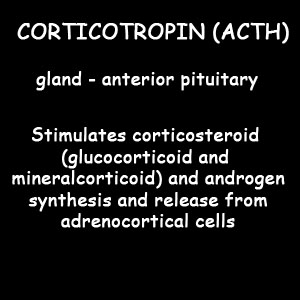 CORTICOTROPIN (ACTH)
gland - anterior pituitary
Stimulates corticosteroid
(glucocorticoid and
mineralcorticoid) and androgen
synthesis and release from
adrenocortical cells